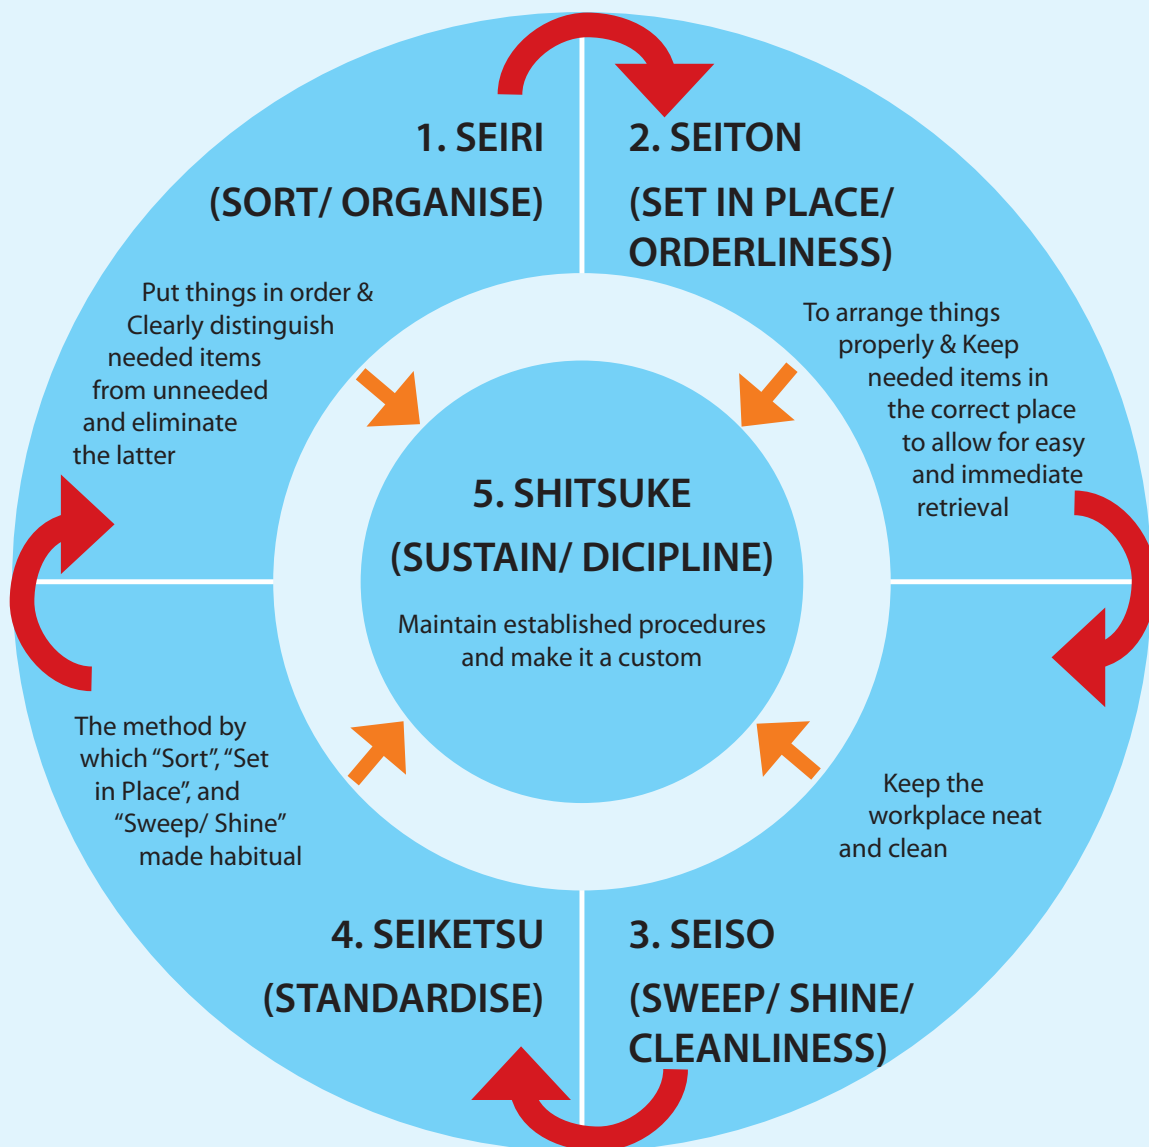 1. SEIRI
(SORT/ ORGANISE)
Put things in order &
Clearly distinguish
needed items
from unneeded
and eliminate
the latter
2. SEITON
(SET IN PLACE/
ORDERLINESS)
To arrange things
properly & Keep
needed items in
the correct place
to allow for easy
and immediate
retrieval
5. SHITSUKE
(SUSTAIN/ DICIPLINE)
Maintain established procedures
and make it a custom
The method by
which “Sort”, “Set
in Place”, and
“Sweep/ Shine”
made habitual
4. SEIKETSU
(STANDARDISE)
Keep the
workplace neat
and clean
3. SEISO
(SWEEP/ SHINE/
CLEANLINESS)